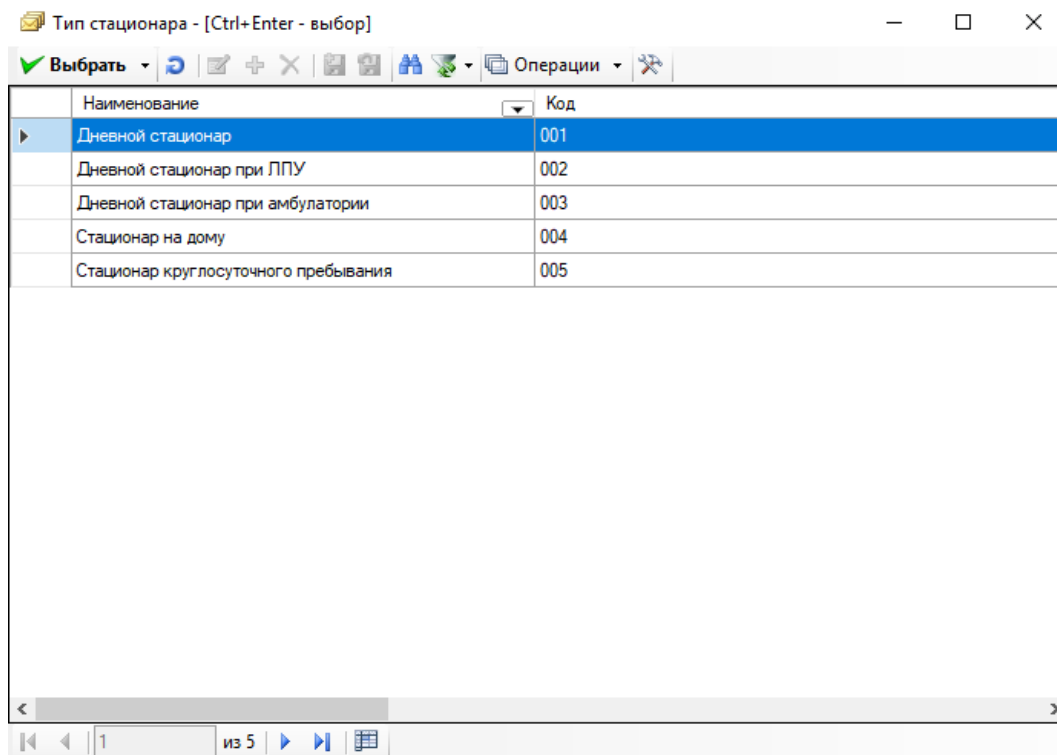 Тип стационара - [Ctrl+Enter - выбор]
Выбрать Операции
Наименование Код
Дневной стационар 001
Дневной стационар при ЛПУ 002
Дневной стационар при амбулатории 003
Стационар на дому 004
Стационар круглосуточного пребывания 005
1 из 5